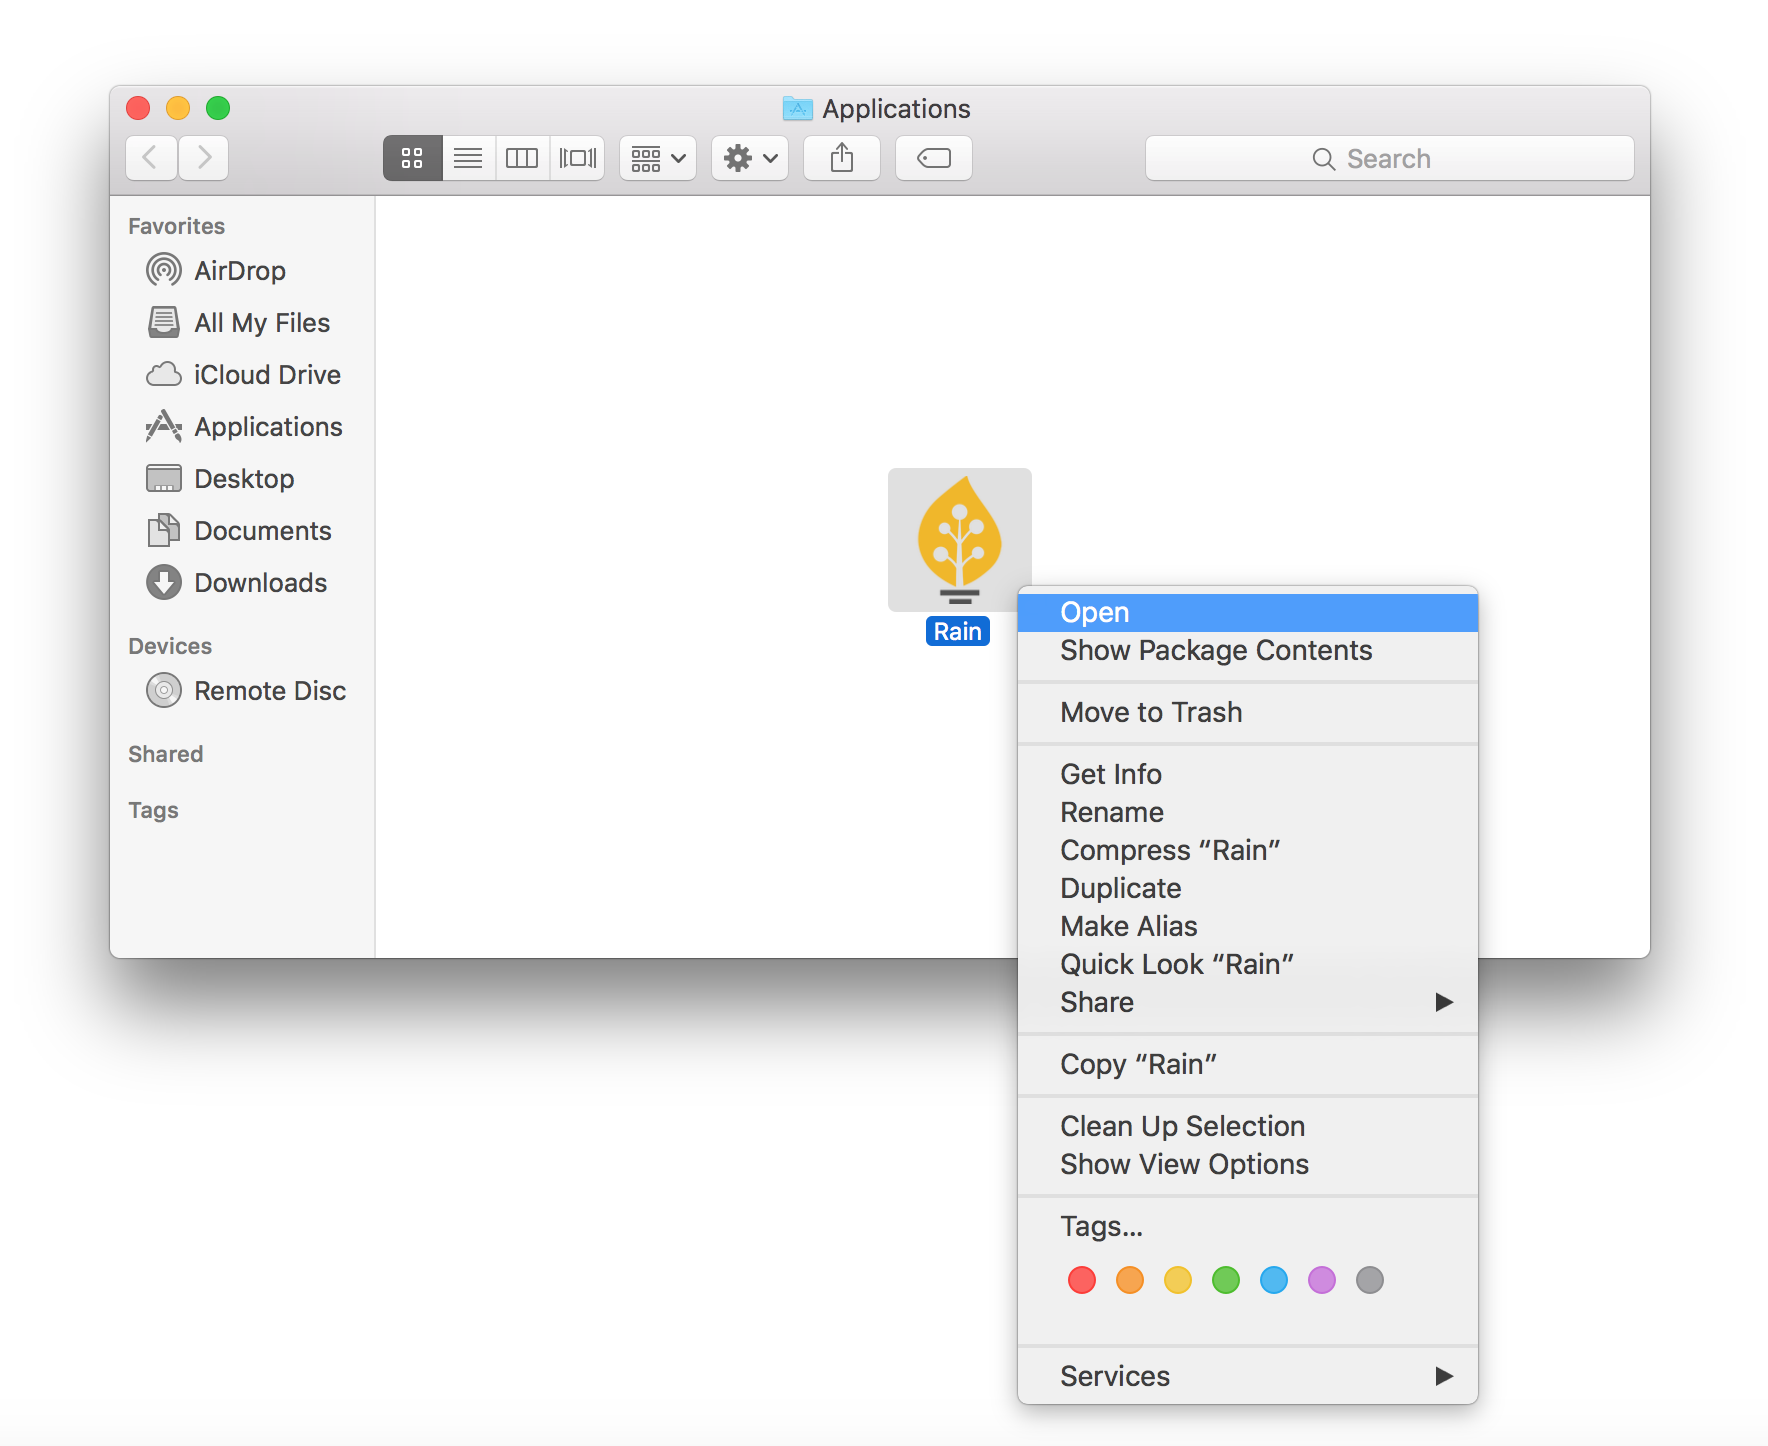 Applications
Search
Favorites
AirDrop
All My Files
iCloud Drive
Applications
Desktop
Documents
Downloads
Devices
Remote Disc
Shared
Tags
Rain
Open
Show Package Contents
Move to Trash
Get Info
Rename
Compress “Rain”
Duplicate
Make Alias
Quick Look “Rain”
Share
Copy “Rain”
Clean Up Selection
Show View Options
Tags...
Services